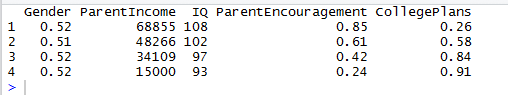 Gender ParentIncome IQ ParentEncouragement CollegePlans
1 0.52 68855 108 0.85 0.26
2 0.51 48266 102 0.61 0.58
3 0.52 34109 97 0.42 0.84
4 0.52 15000 93 0.24 0.91
>